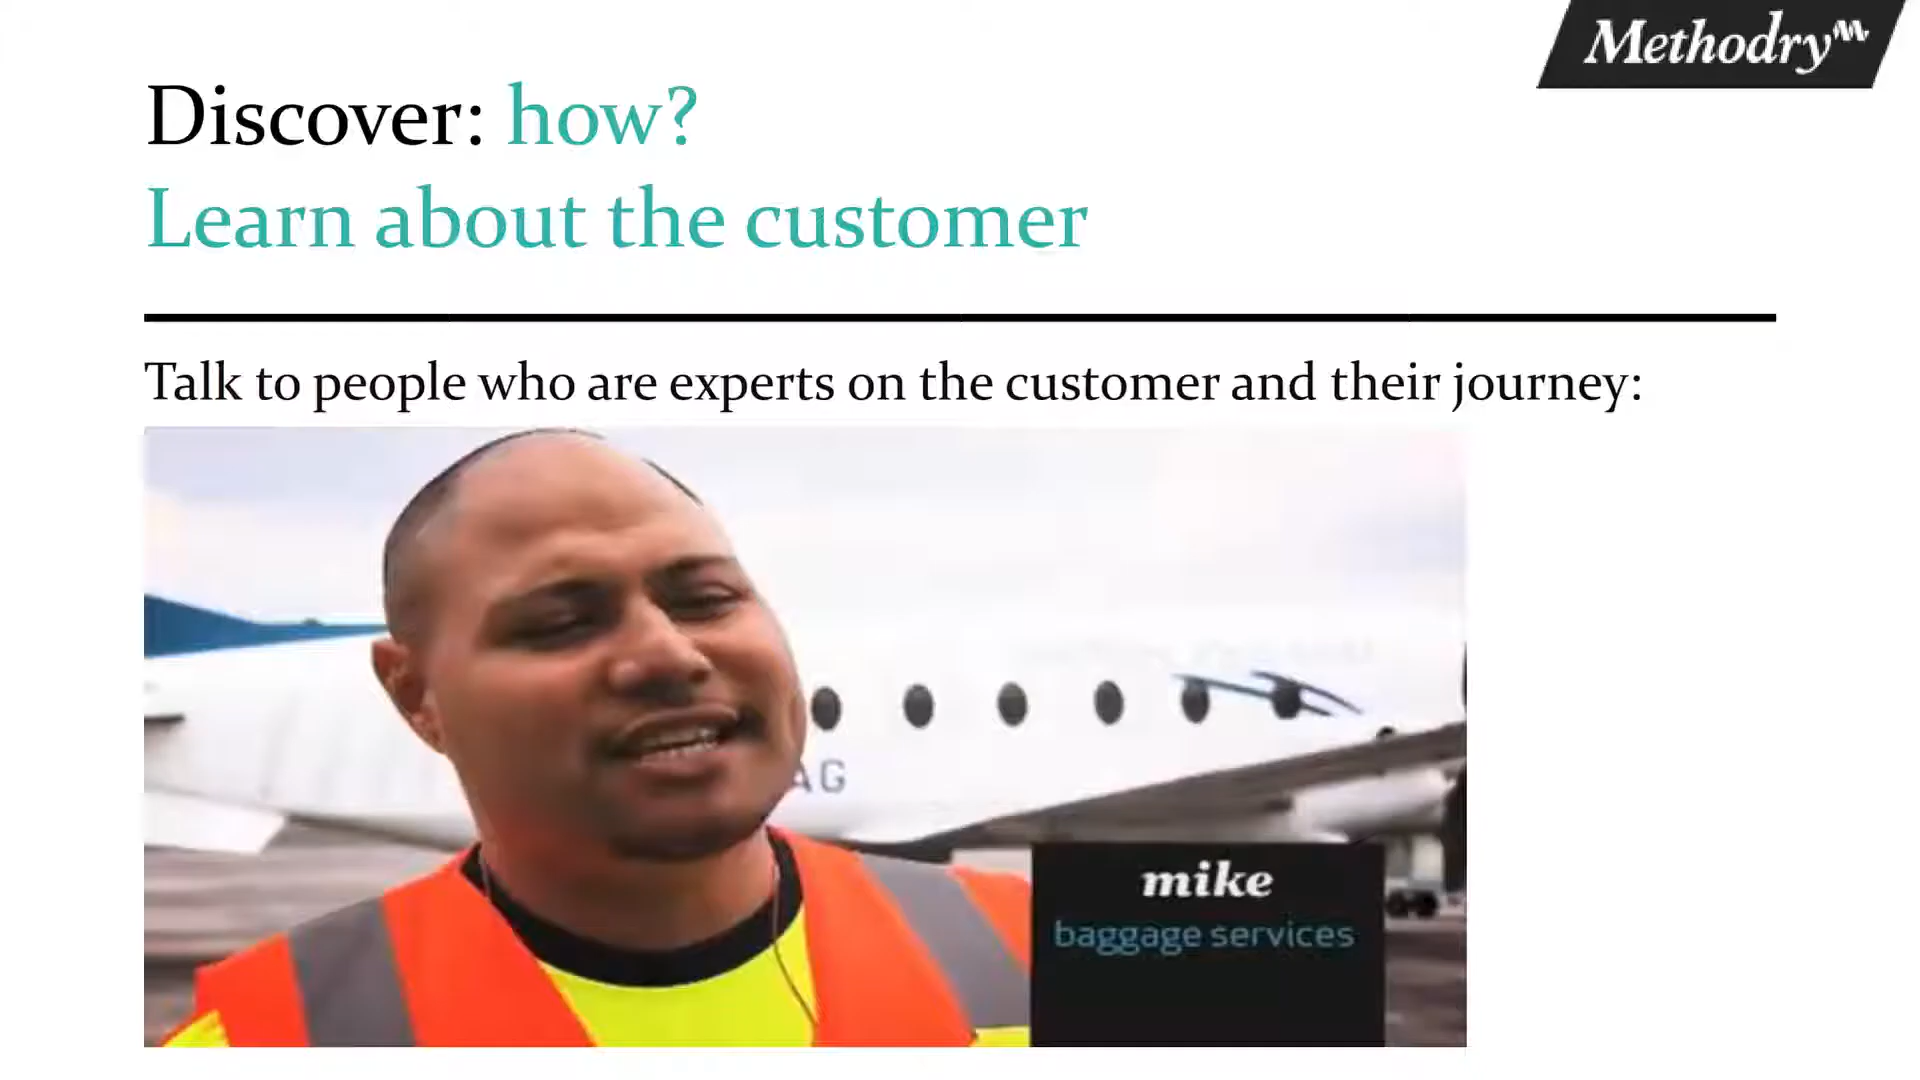 Methodry
Discover: how?
Learn about the customer
Talk to people who are experts on the customer and their journey:
AG
mike
baggage services